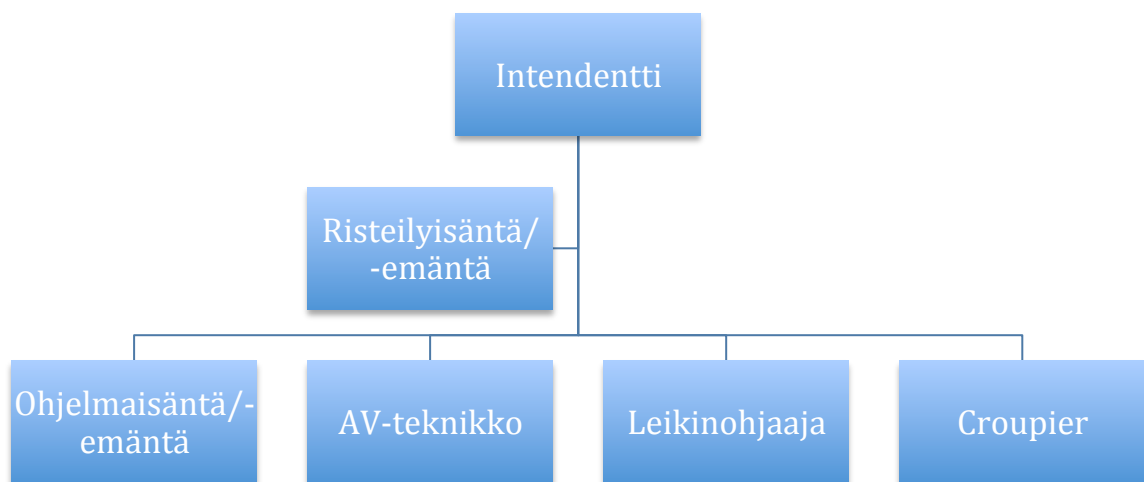 Intendentti
Risteilyisäntä/
-emäntä
Ohjelmaisäntä/-
emäntä
AV-teknikko
Leikinohjaaja
Croupier